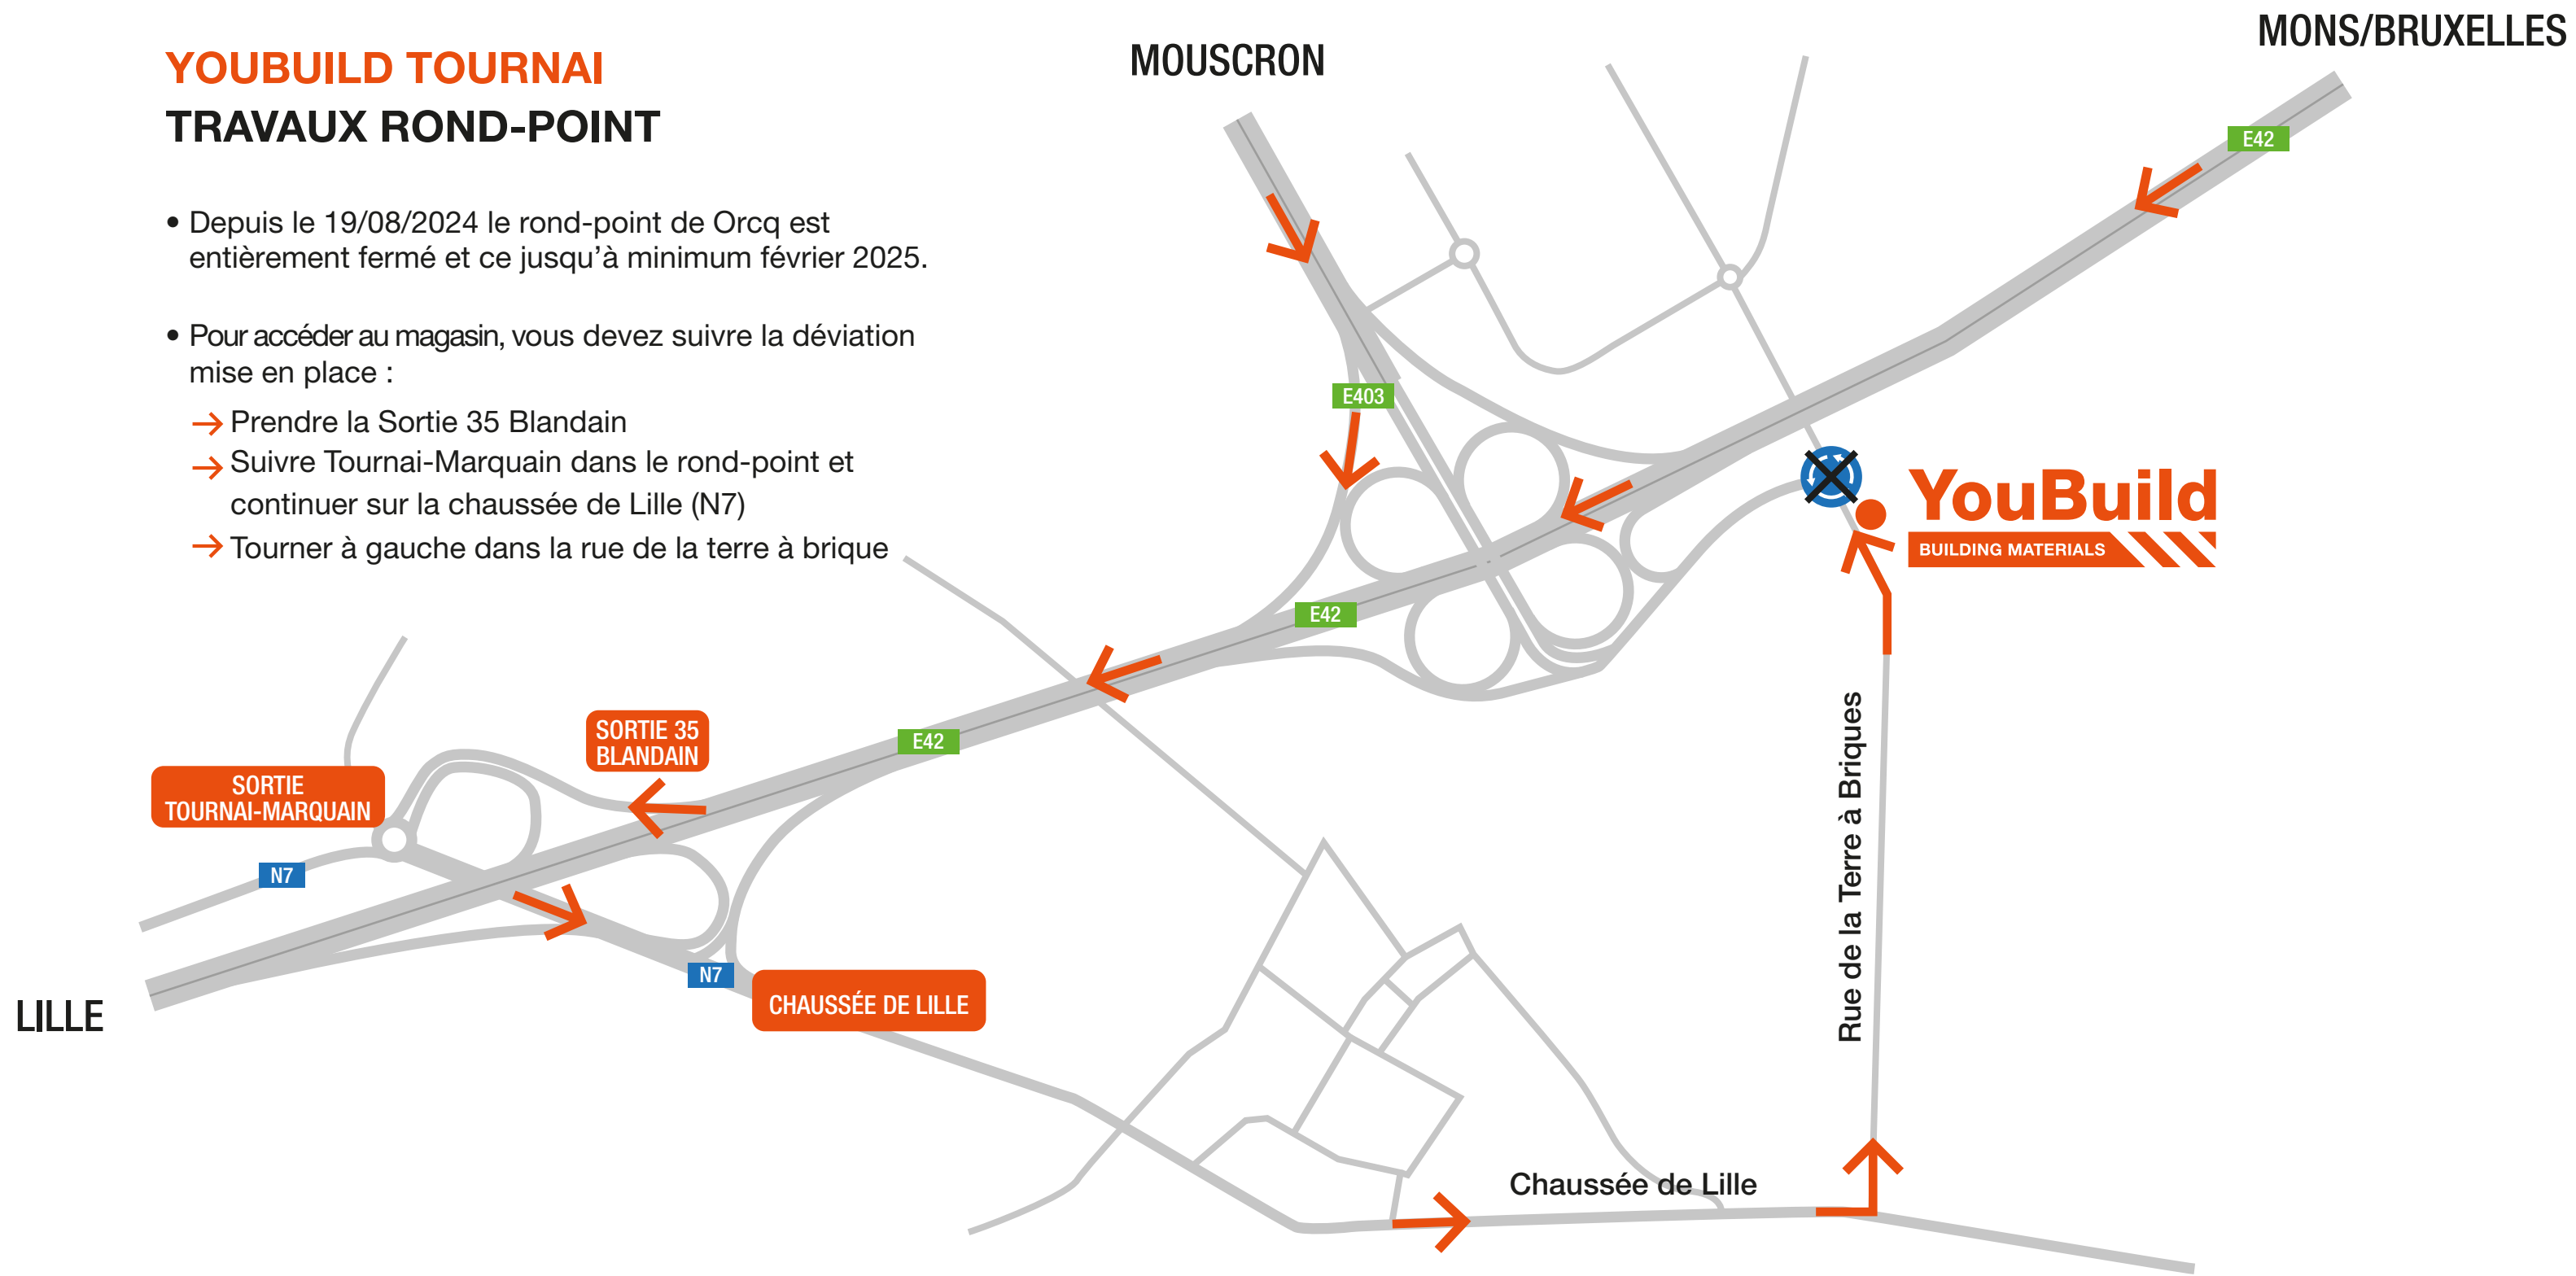 YOUBUILD TOURNAI
TRAVAUX ROND-POINT
• Depuis le 19/08/2024 le rond-point de Orcq est
entièrement fermé et ce jusqu’à minimum février 2025.
• Pour accéder au magasin, vous devez suivre la déviation
mise en place :
→ Prendre la Sortie 35 Blandain
→ Suivre Tournai-Marquain dans le rond-point et
continuer sur la chaussée de Lille (N7)
→ Tourner à gauche dans la rue de la terre à brique
MOUSCRON
MONS/BRUXELLES
E42
E403
YouBuild
BUILDING MATERIALS
E42
E42
SORTIE 35
BLANDAIN
SORTIE
TOURNAI-MARQUAIN
N7
N7
CHAUSSÉE DE LILLE
LILLE
Rue de la Terre à Briques
Chaussée de Lille